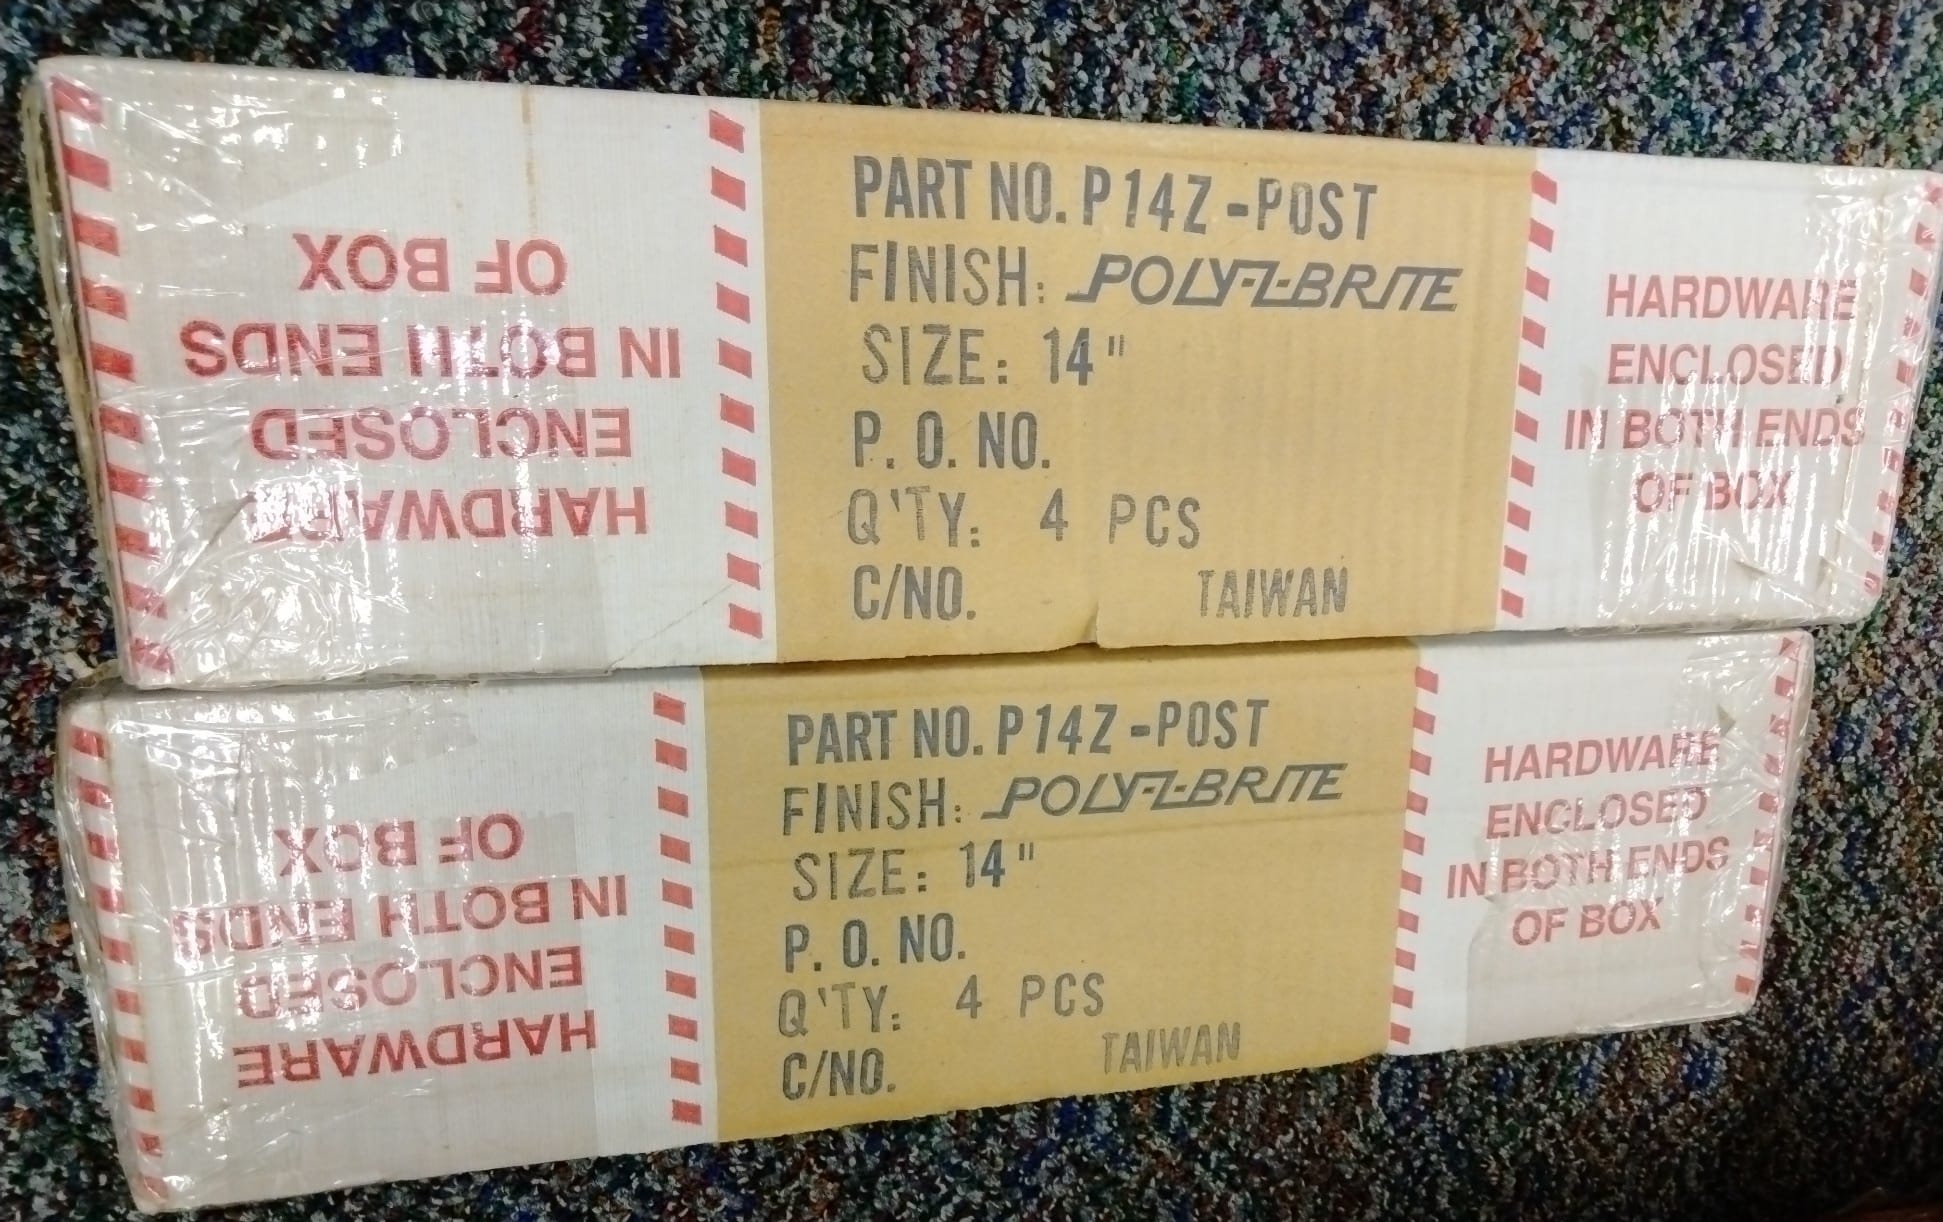 OF BOX
IN BOTH ENDS
ENCLOSED
HARDWARE
PART NO. P14Z-POST
FINISH: POLY-Z-BRITE
SIZE: 14"
P. O. NO.
Q'TY: 4 PCS
C/NO. TAIWAN
HARDWARE
ENCLOSED
IN BOTH ENDS
OF BOX
OF BOX
IN BOTH ENDS
ENCLOSED
HARDWARE
PART NO. P14Z-POST
FINISH: POLY-Z-BRITE
SIZE: 14"
P. O. NO.
Q'TY: 4 PCS
C/NO. TAIWAN
HARDWARE
ENCLOSED
IN BOTH ENDS
OF BOX